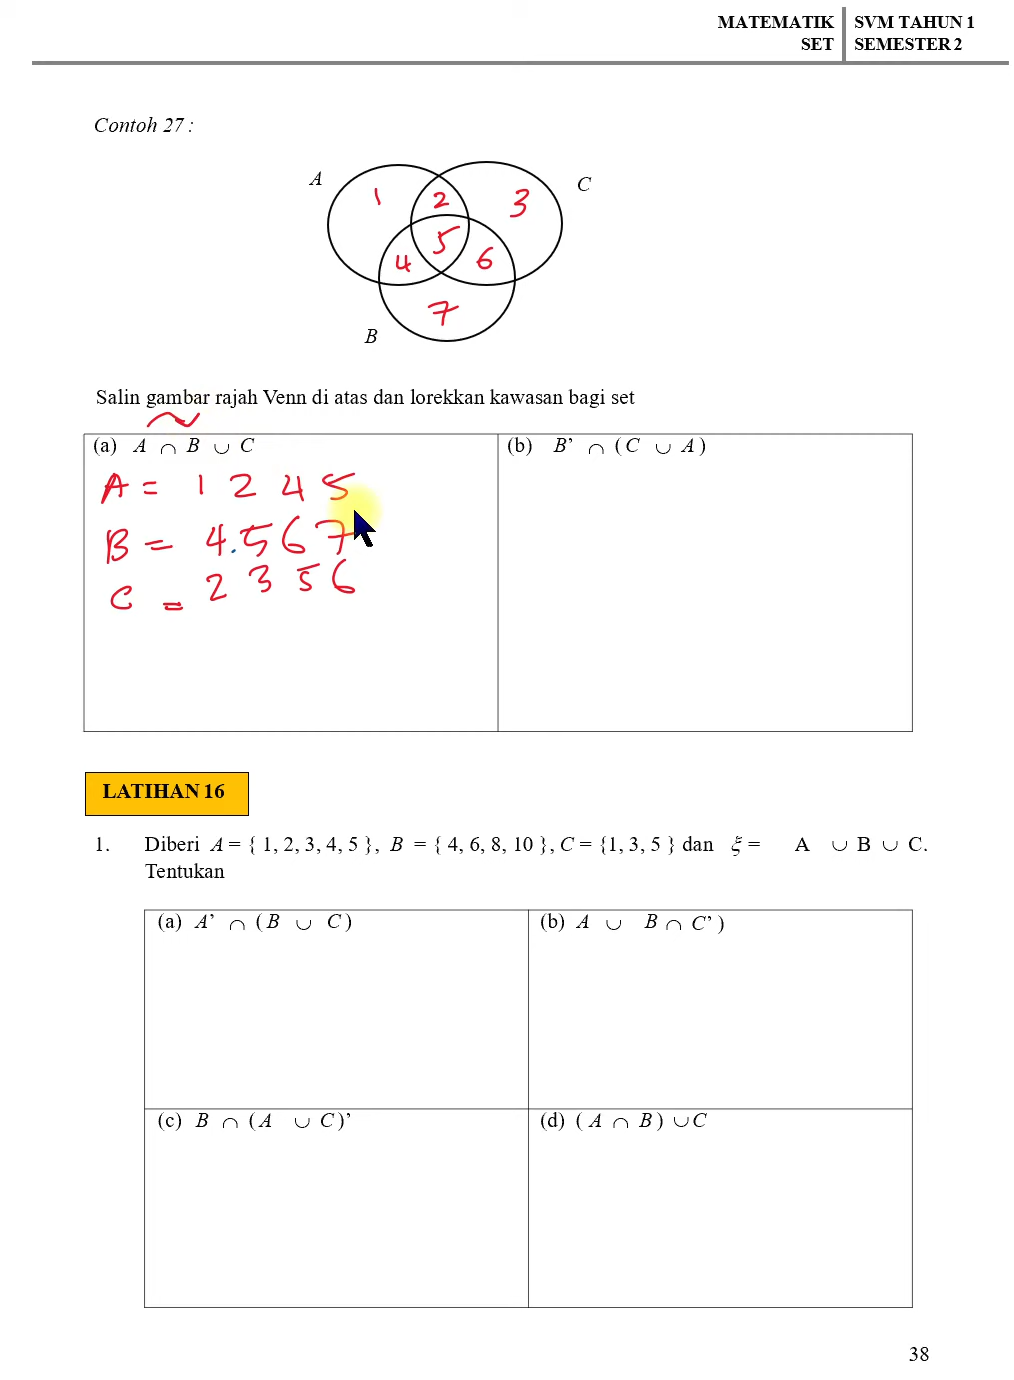 MATEMATIK SVM TAHUN 1
SET SEMESTER 2
Contoh 27 :
A
C
1 2 3
4 5 6
7
B
Salin gambar rajah Venn di atas dan lorekkan kawasan bagi set
(a) A ∩ B ∪ C
A = 1 2 4 5
B = 4.5 6 7
C = 2 3 5 6
(b) B’ ∩ ( C ∪ A )
LATIHAN 16
1. Diberi A = { 1, 2, 3, 4, 5 }, B = { 4, 6, 8, 10 }, C = {1, 3, 5 } dan ξ = A ∪ B ∪ C.
Tentukan
(a) A’ ∩ ( B ∪ C )
(b) A ∪ B ∩ C’ )
(c) B ∩ ( A ∪ C )’
(d) ( A ∩ B ) ∪ C
38